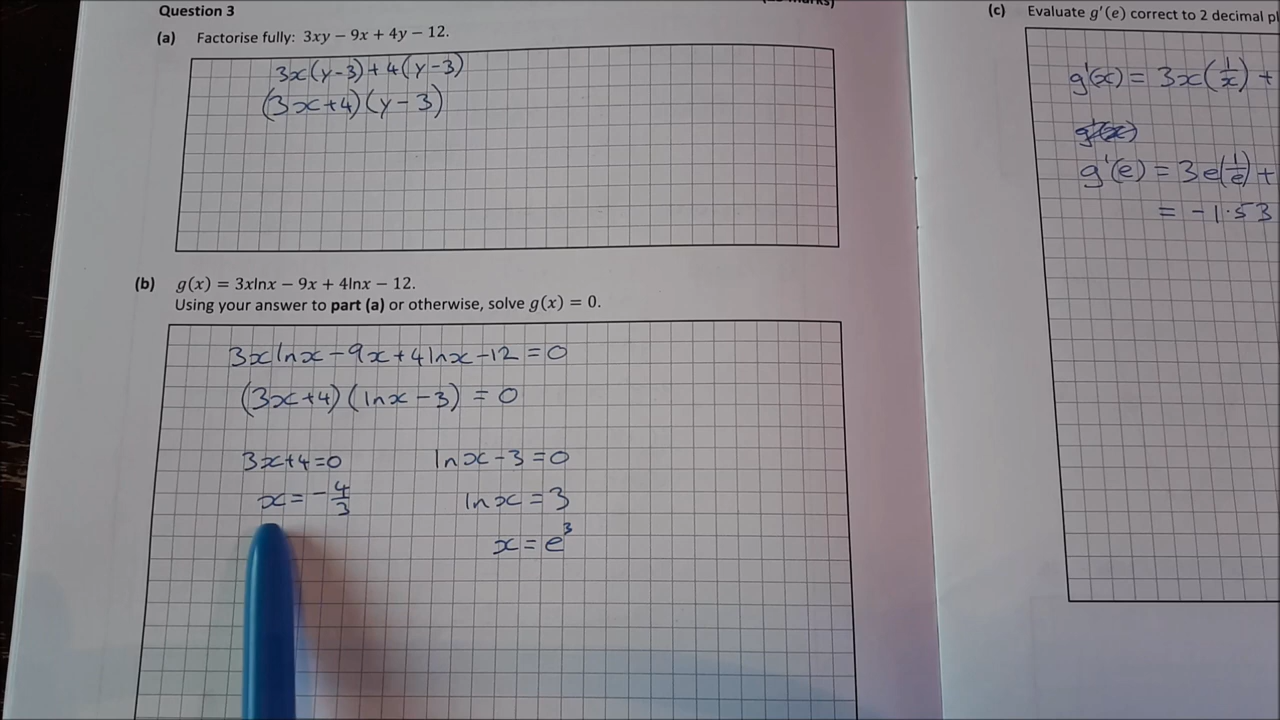 Question 3
(a) Factorise fully: 3xy − 9x + 4y − 12.
3x(y−3)+4(y−3)
(3x+4)(y−3)
(b) g(x) = 3xlnx − 9x + 4lnx − 12.
Using your answer to part (a) or otherwise, solve g(x) = 0.
3xlnx−9x+4lnx−12=0
(3x+4)(lnx−3)=0
3x+4=0 lnx−3=0
x=−4/3 lnx=3
x=e³
(c) Evaluate g′(e) correct to 2 decimal
g'(x) = 3x(1/x) +
g'(x)
g'(e) = 3e(1/e) +
= −1.53